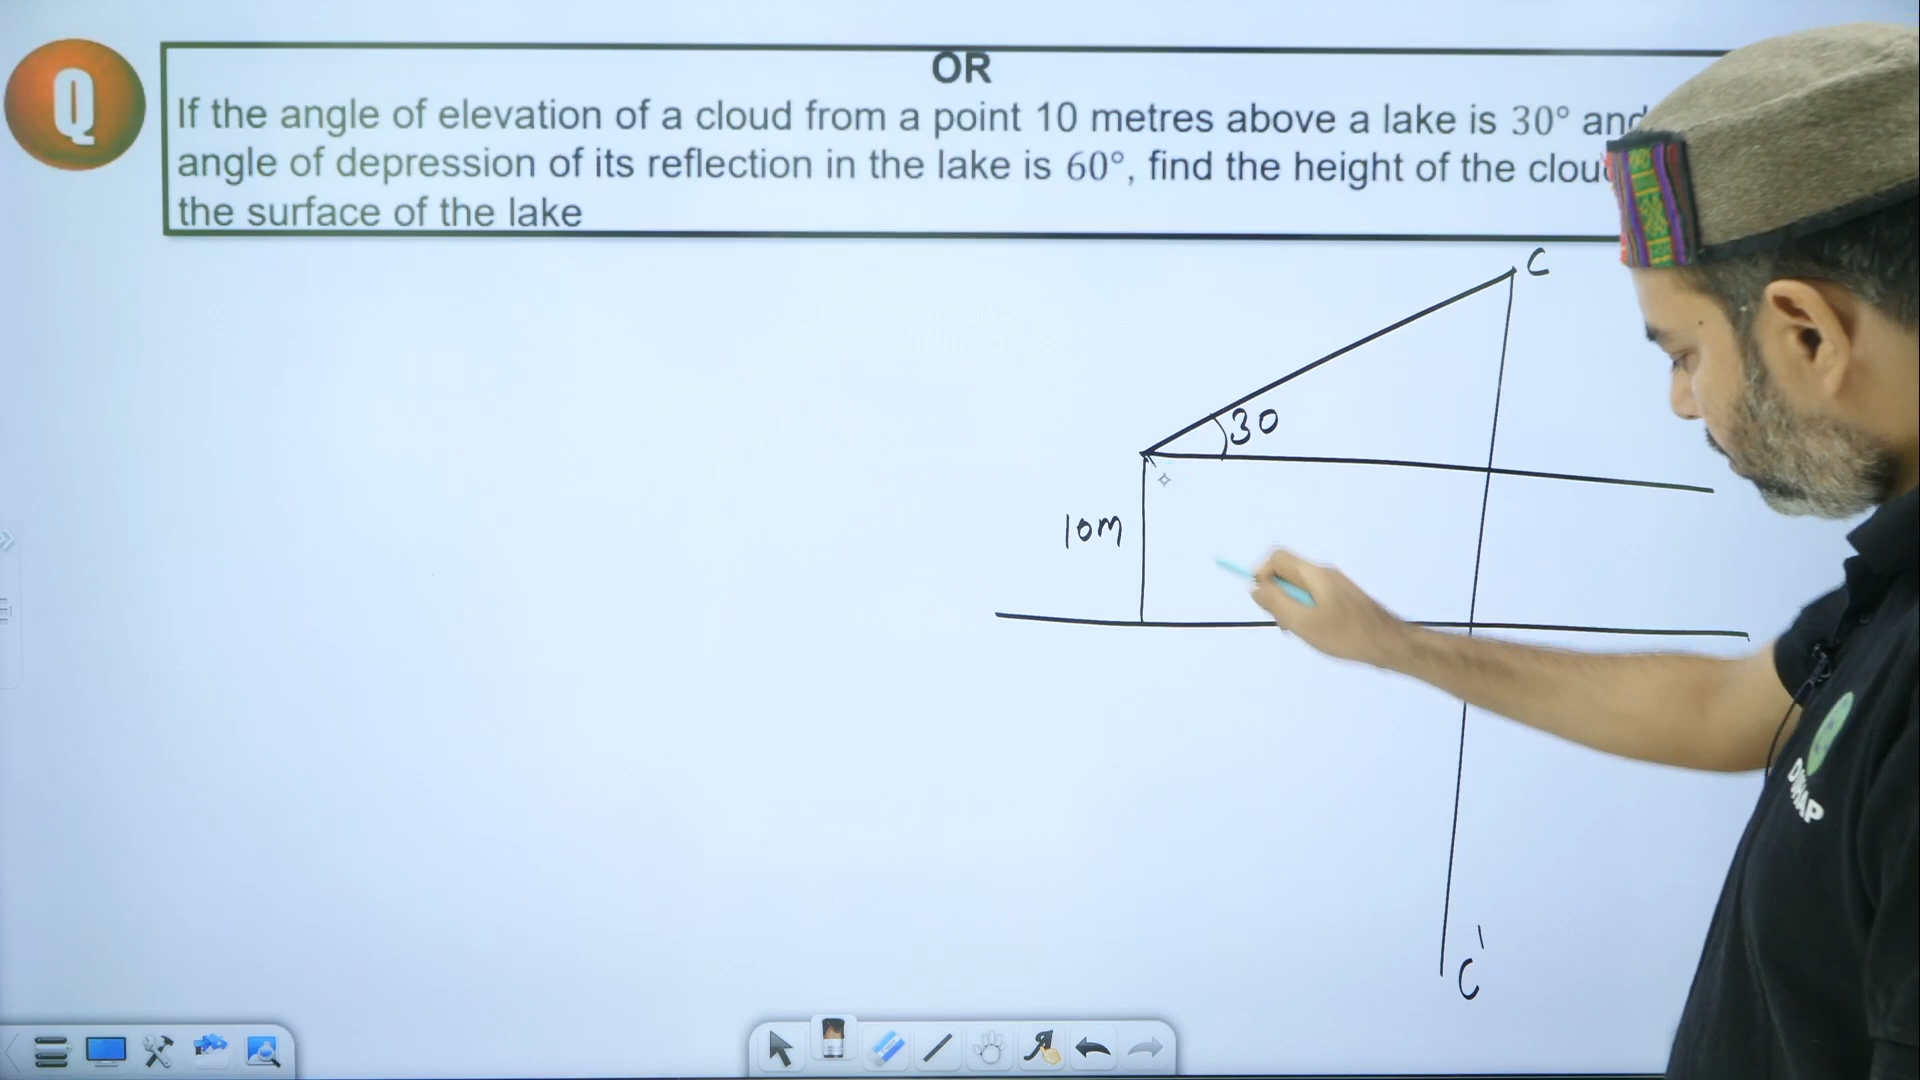 Q
OR
If the angle of elevation of a cloud from a point 10 metres above a lake is 30° and
angle of depression of its reflection in the lake is 60°, find the height of the cloud
the surface of the lake
C
30
10m
C'